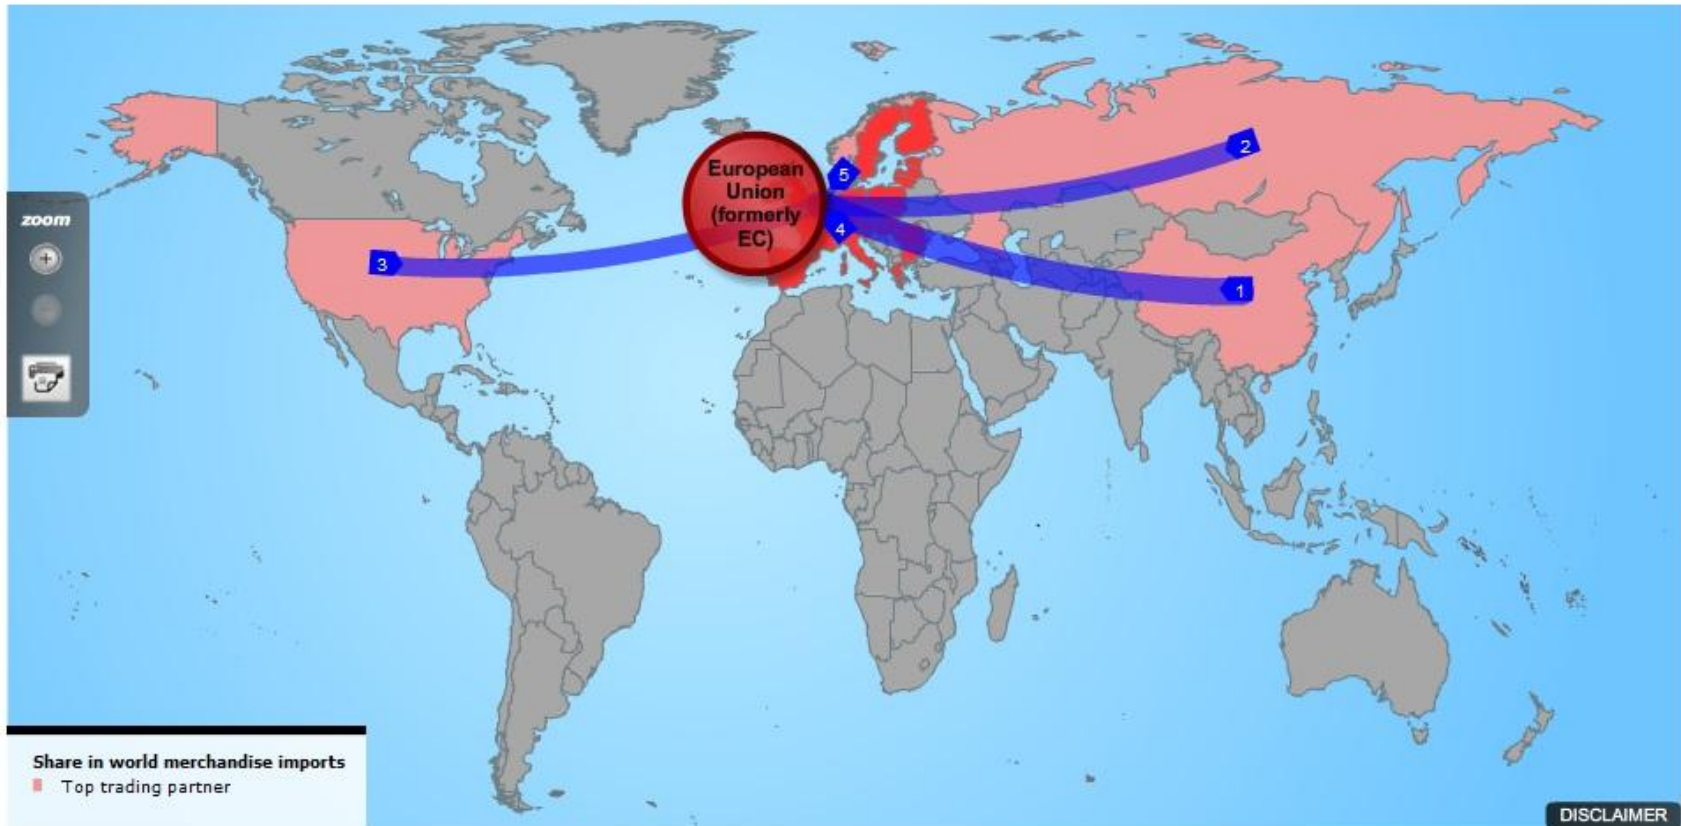 European
Union
(formerly
EC)
5
2
4
3
1
zoom
Share in world merchandise imports
Top trading partner
DISCLAIMER